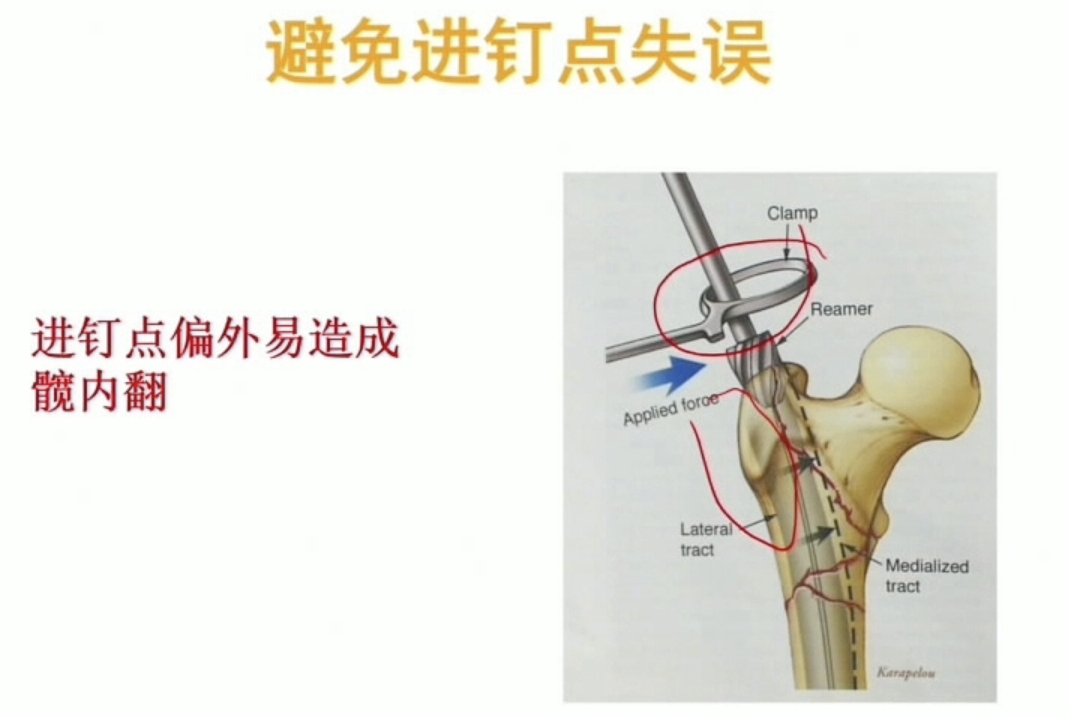 避免进钉点失误
进钉点偏外易造成
髋内翻
Clamp
Reamer
Applied force
Lateral
tract
Medialized
tract
Karapelou